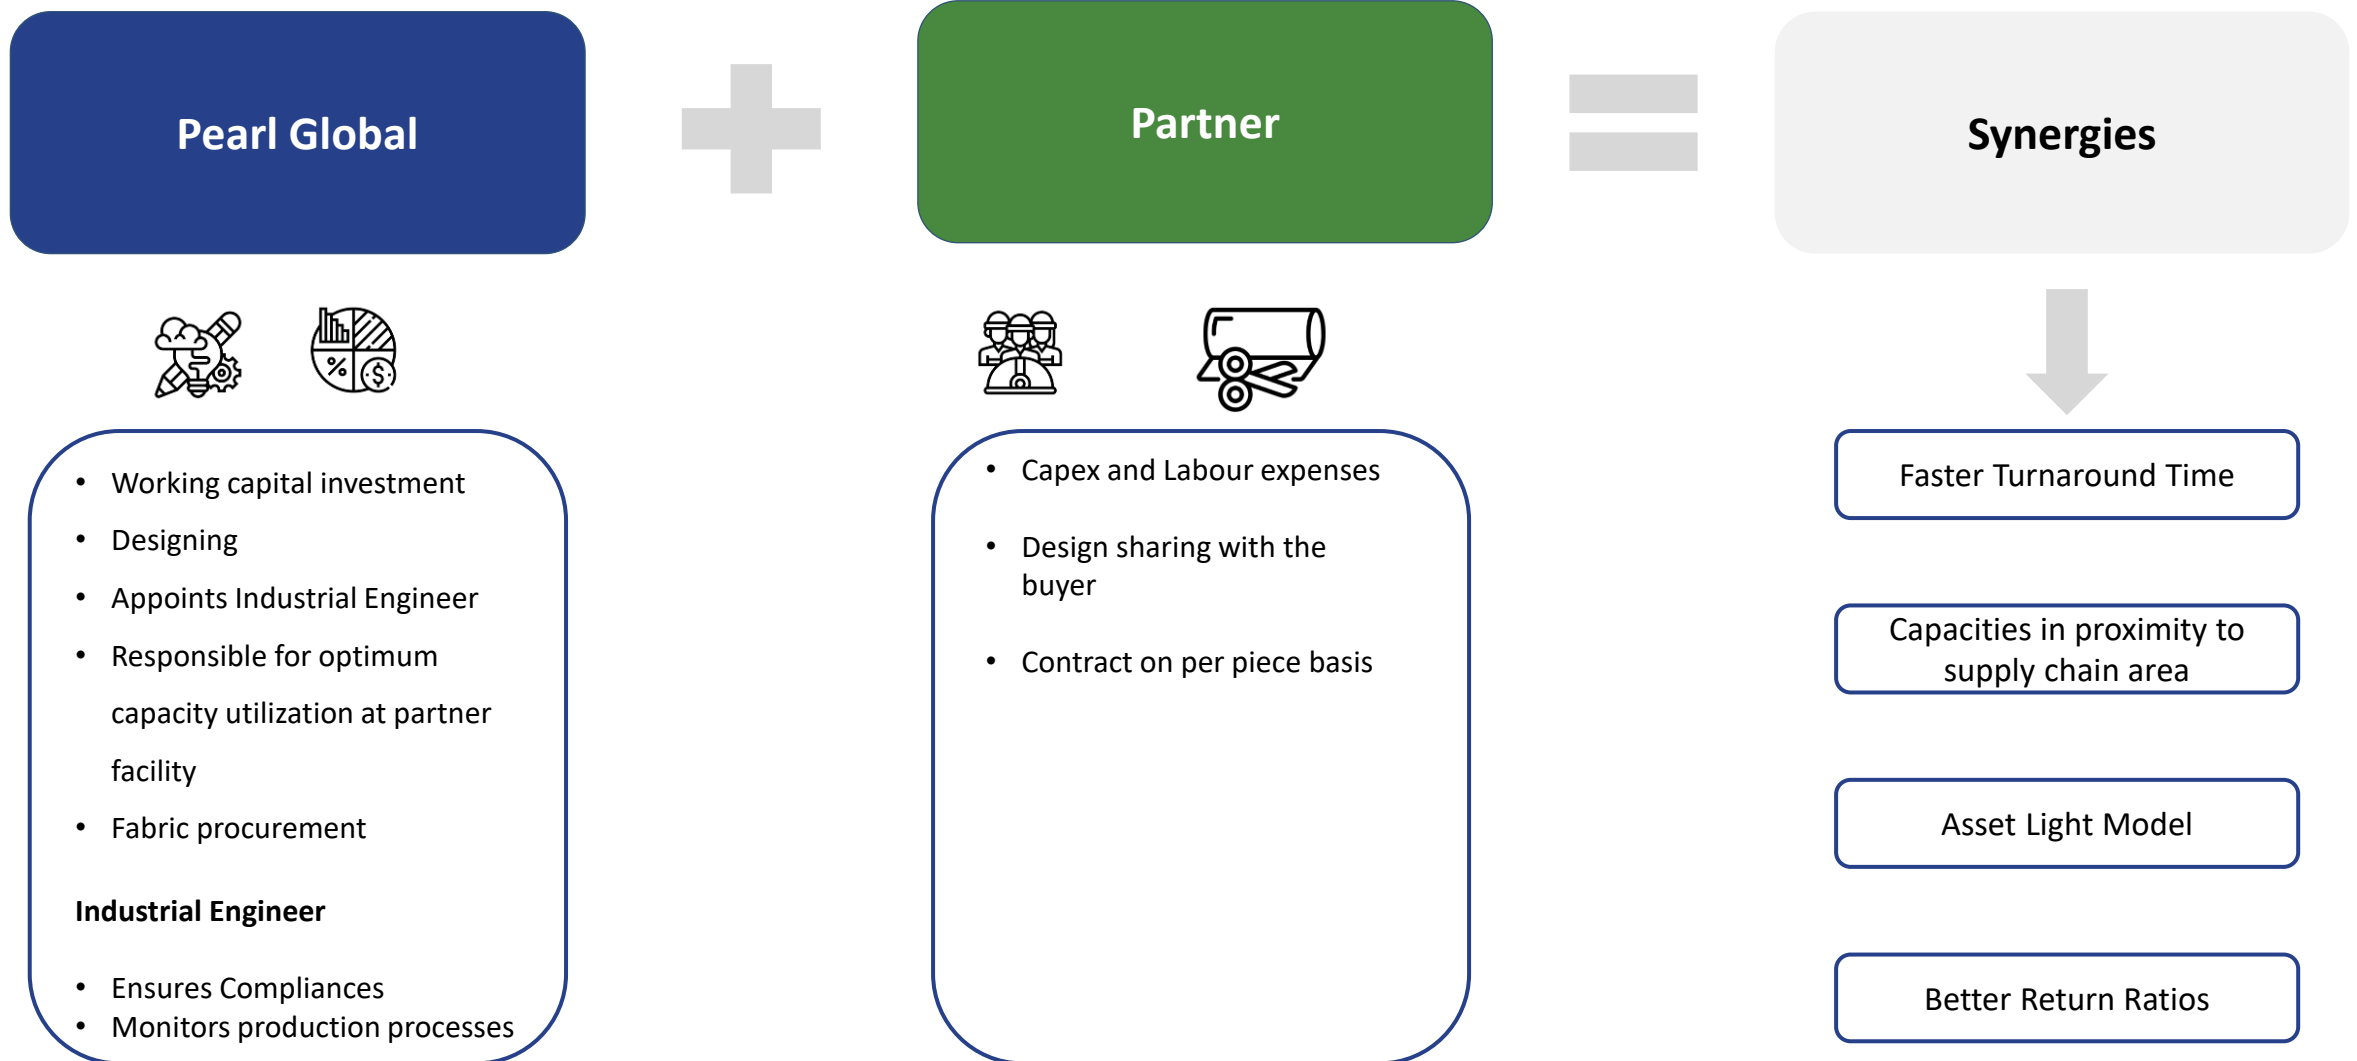 Pearl Global
Partner
Synergies
%
$
• Working capital investment
• Designing
• Appoints Industrial Engineer
• Responsible for optimum
capacity utilization at partner
facility
• Fabric procurement
Industrial Engineer
• Ensures Compliances
• Monitors production processes
• Capex and Labour expenses
• Design sharing with the
buyer
• Contract on per piece basis
Faster Turnaround Time
Capacities in proximity to
supply chain area
Asset Light Model
Better Return Ratios